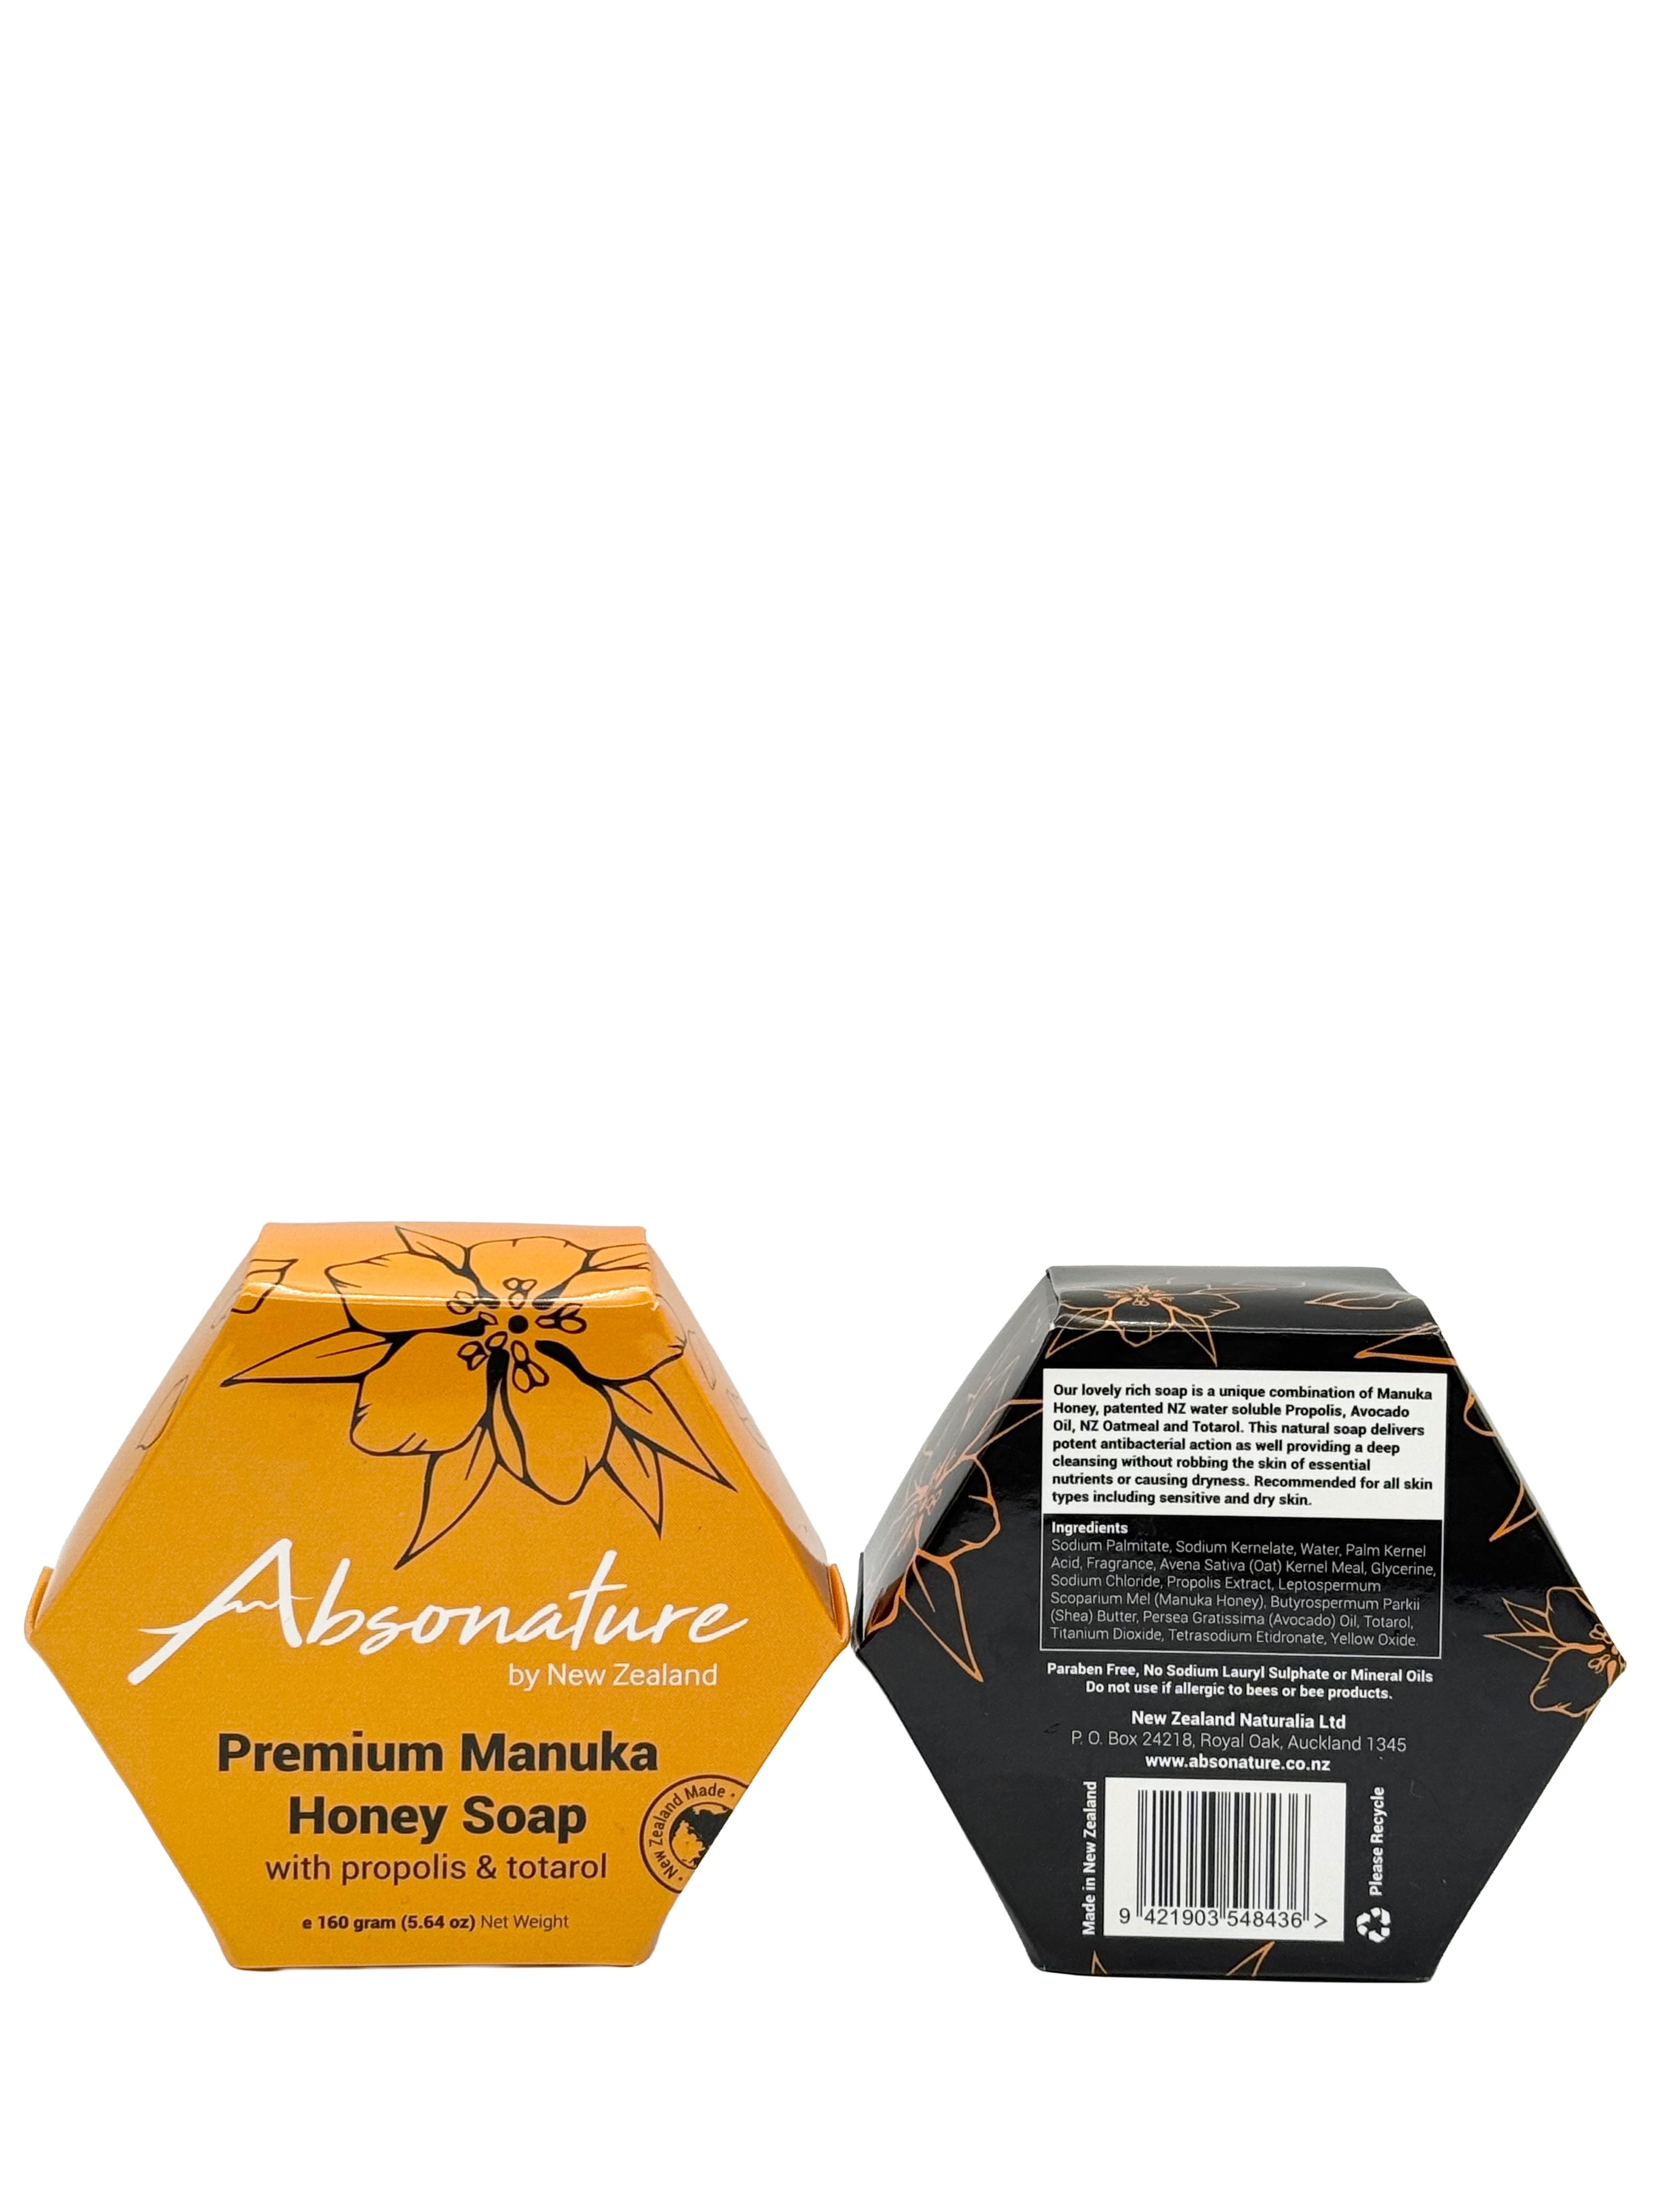 Absonature
by New Zealand
Premium Manuka
Honey Soap
with propolis & totarol
e 160 gram (5.64 oz) Net Weight
• New Zealand Made •
Our lovely rich soap is a unique combination of Manuka
Honey, patented NZ water soluble Propolis, Avocado
Oil, NZ Oatmeal and Totarol. This natural soap delivers
potent antibacterial action as well providing a deep
cleansing without robbing the skin of essential
nutrients or causing dryness. Recommended for all skin
types including sensitive and dry skin.
Ingredients
Sodium Palmitate, Sodium Kernelate, Water, Palm Kernel
Acid, Fragrance, Avena Sativa (Oat) Kernel Meal, Glycerine,
Sodium Chloride, Propolis Extract, Leptospermum
Scoparium Mel (Manuka Honey), Butyrospermum Parkii
(Shea) Butter, Persea Gratissima (Avocado) Oil, Totarol,
Titanium Dioxide, Tetrasodium Etidronate, Yellow Oxide.
Paraben Free, No Sodium Lauryl Sulphate or Mineral Oils
Do not use if allergic to bees or bee products.
New Zealand Naturalia Ltd
P. O. Box 24218, Royal Oak, Auckland 1345
www.absonature.co.nz
Made in New Zealand
9 421903 548436 >
Please Recycle